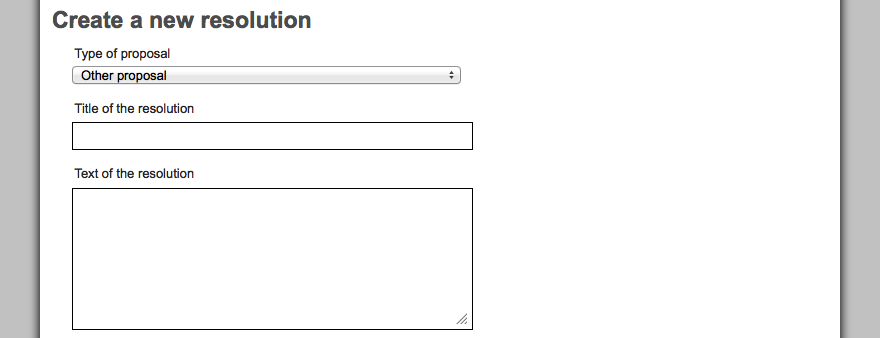 Create a new resolution
Type of proposal
Other proposal
Title of the resolution
Text of the resolution